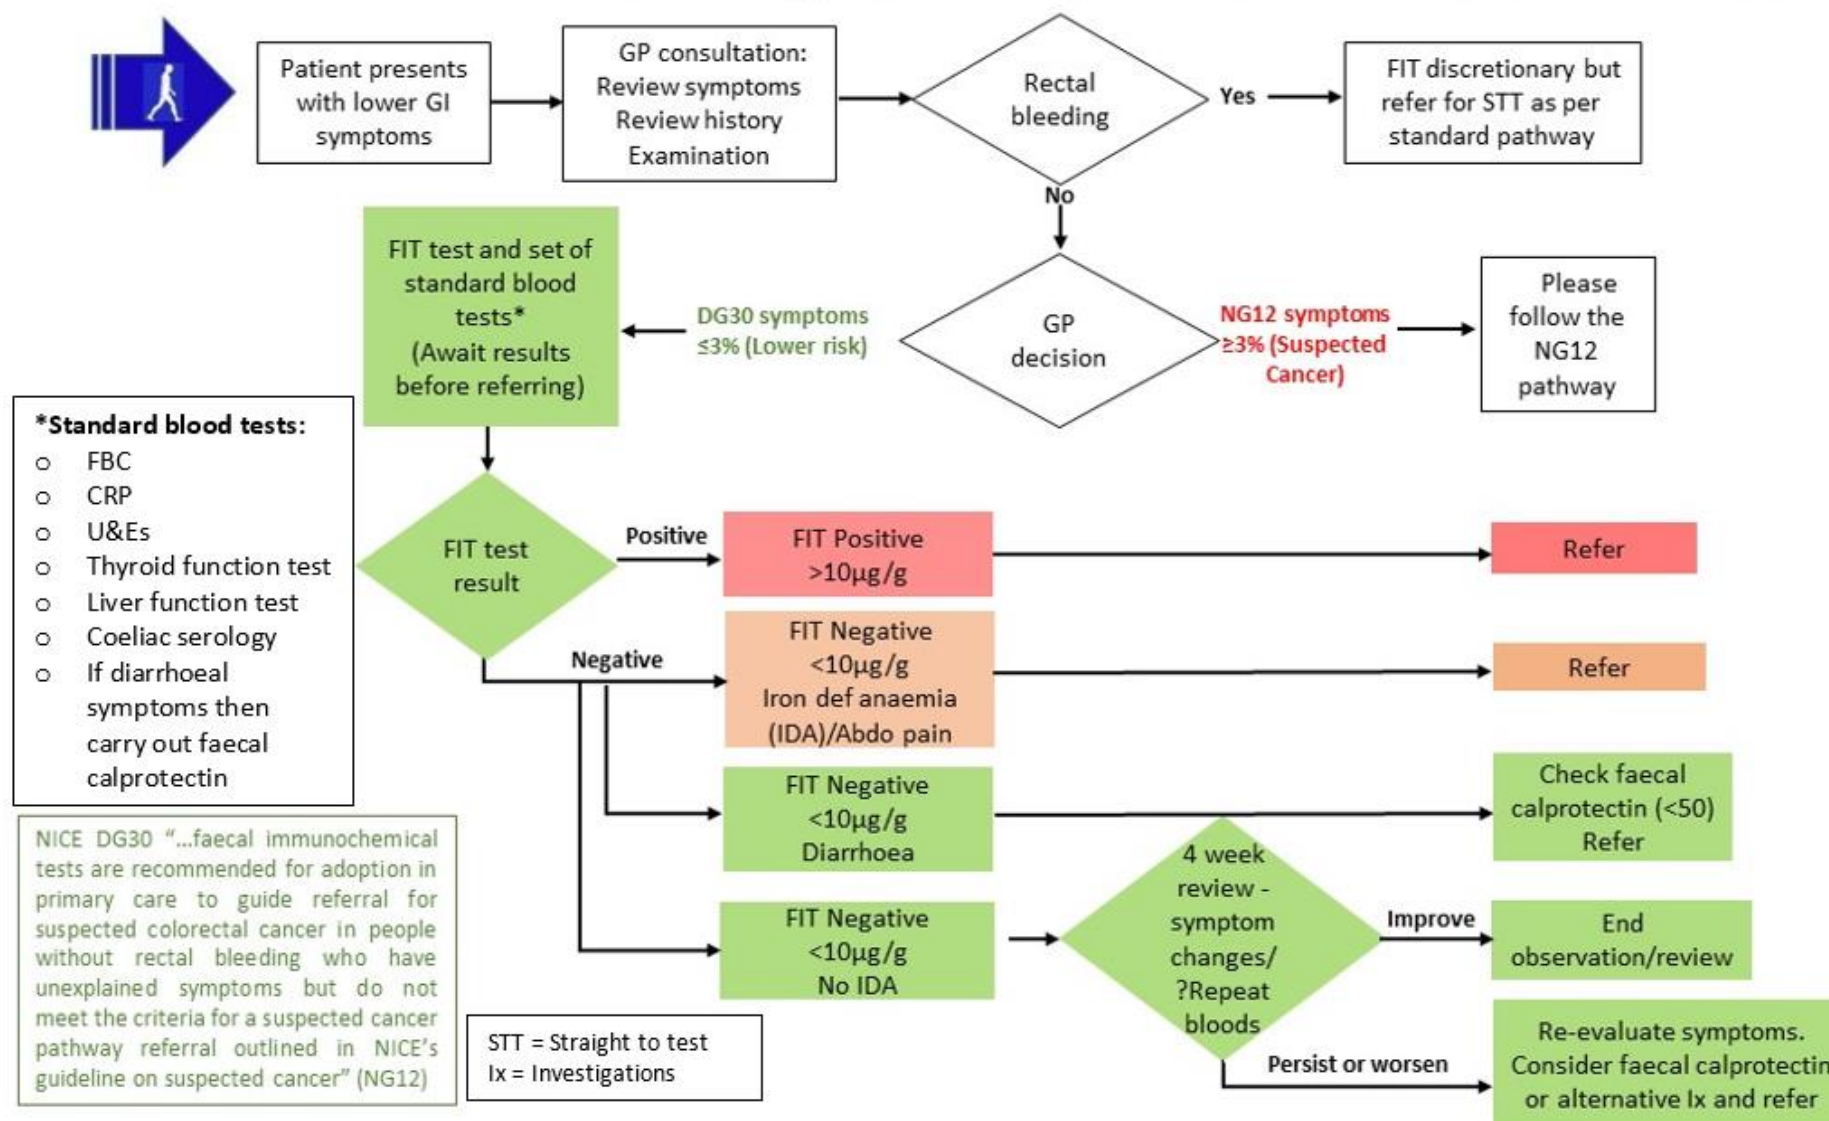 Patient presents
with lower GI
symptoms
GP consultation:
Review symptoms
Review history
Examination
Rectal
bleeding
Yes
FIT discretionary but
refer for STT as per
standard pathway
No
FIT test and set of
standard blood
tests*
(Await results
before referring)
DG30 symptoms
≤3% (Lower risk)
GP
decision
NG12 symptoms
≥3% (Suspected
Cancer)
Please
follow the
NG12
pathway
*Standard blood tests:
o FBC
o CRP
o U&Es
o Thyroid function test
o Liver function test
o Coeliac serology
o If diarrhoeal
symptoms then
carry out faecal
calprotectin
FIT test
result
Positive
FIT Positive
>10µg/g
Refer
Negative
FIT Negative
<10µg/g
Iron def anaemia
(IDA)/Abdo pain
Refer
FIT Negative
<10µg/g
Diarrhoea
Check faecal
calprotectin (<50)
Refer
FIT Negative
<10µg/g
No IDA
4 week
review -
symptom
changes/
?Repeat
bloods
Improve
End
observation/review
Persist or worsen
Re-evaluate symptoms.
Consider faecal calprotectin
or alternative Ix and refer
NICE DG30 “...faecal immunochemical
tests are recommended for adoption in
primary care to guide referral for
suspected colorectal cancer in people
without rectal bleeding who have
unexplained symptoms but do not
meet the criteria for a suspected cancer
pathway referral outlined in NICE’s
guideline on suspected cancer” (NG12)
STT = Straight to test
Ix = Investigations